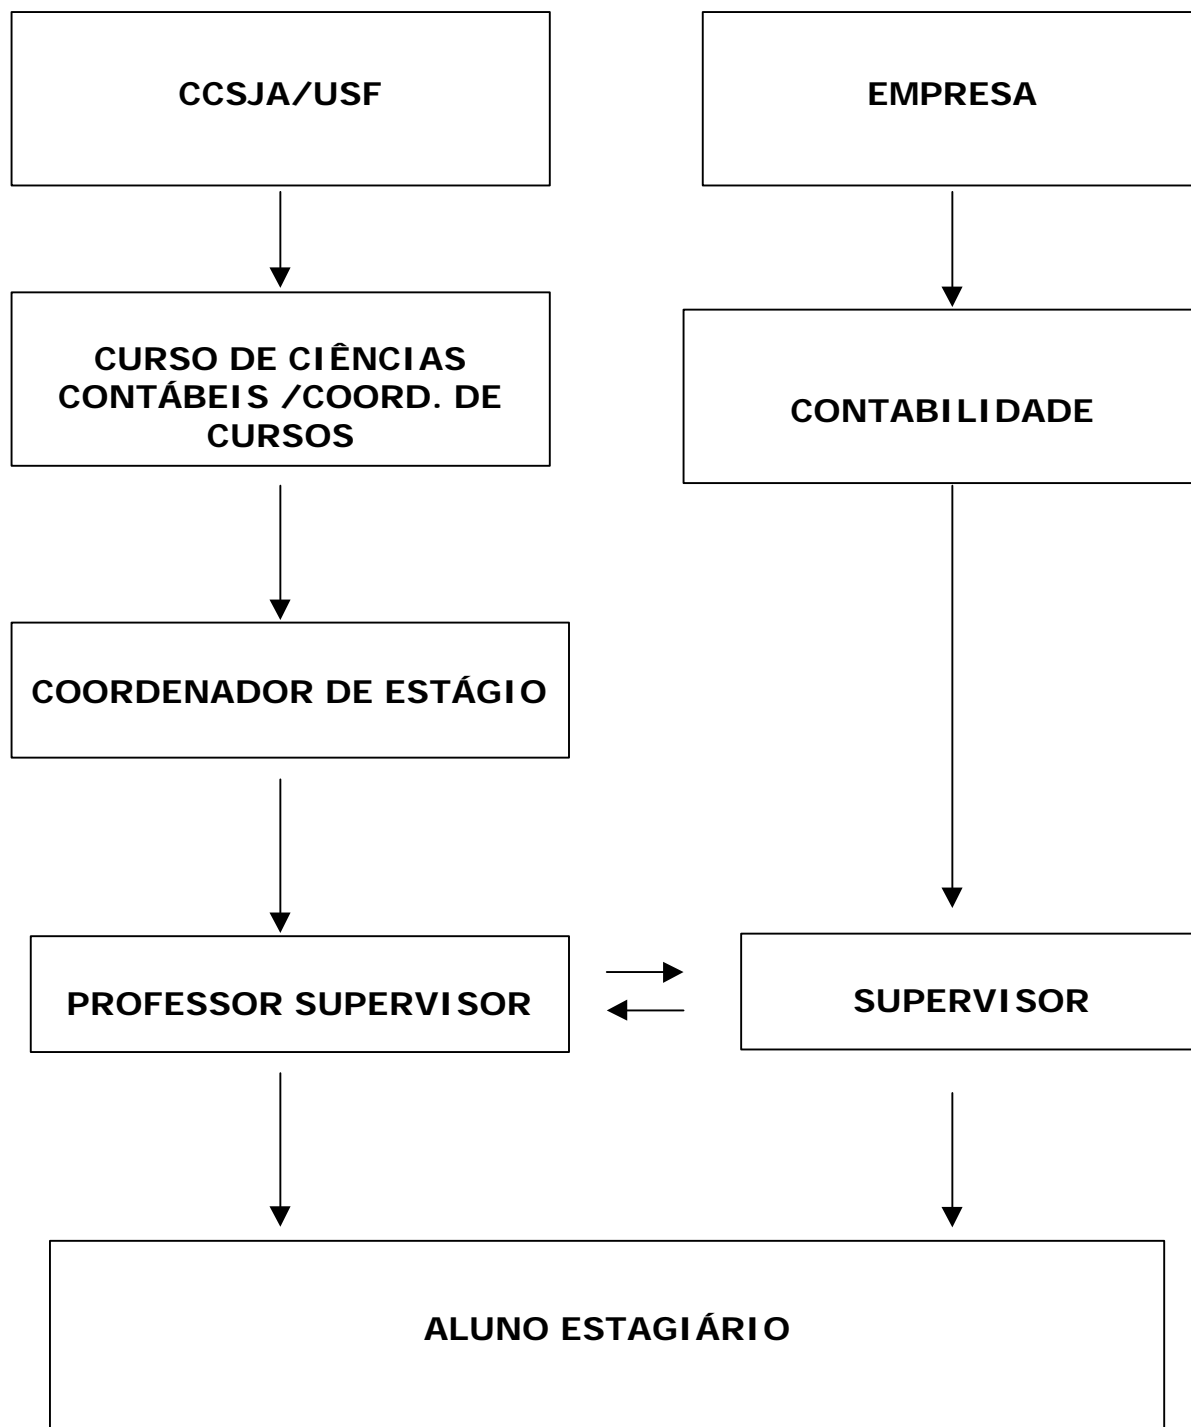 CCSJA/USF
EMPRESA
CURSO DE CIÊNCIAS
CONTÁBEIS /COORD. DE
CURSOS
CONTABILIDADE
COORDENADOR DE ESTÁGIO
PROFESSOR SUPERVISOR
SUPERVISOR
ALUNO ESTAGIÁRIO